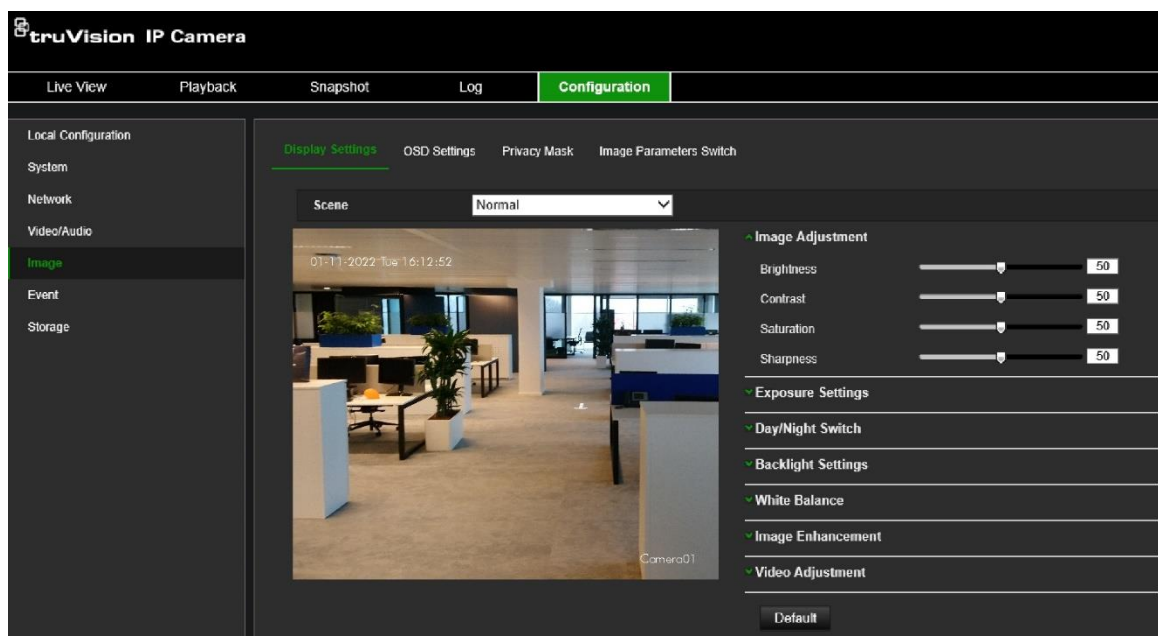 truVision IP Camera
Live View Playback Snapshot Log Configuration
Local Configuration
System
Network
Video/Audio
Image
Event
Storage
Display Settings OSD Settings Privacy Mask Image Parameters Switch
Scene Normal
01-11-2022 Tue 16:12:52
Camera01
Image Adjustment
Brightness 50
Contrast 50
Saturation 50
Sharpness 50
Exposure Settings
Day/Night Switch
Backlight Settings
White Balance
Image Enhancement
Video Adjustment
Default